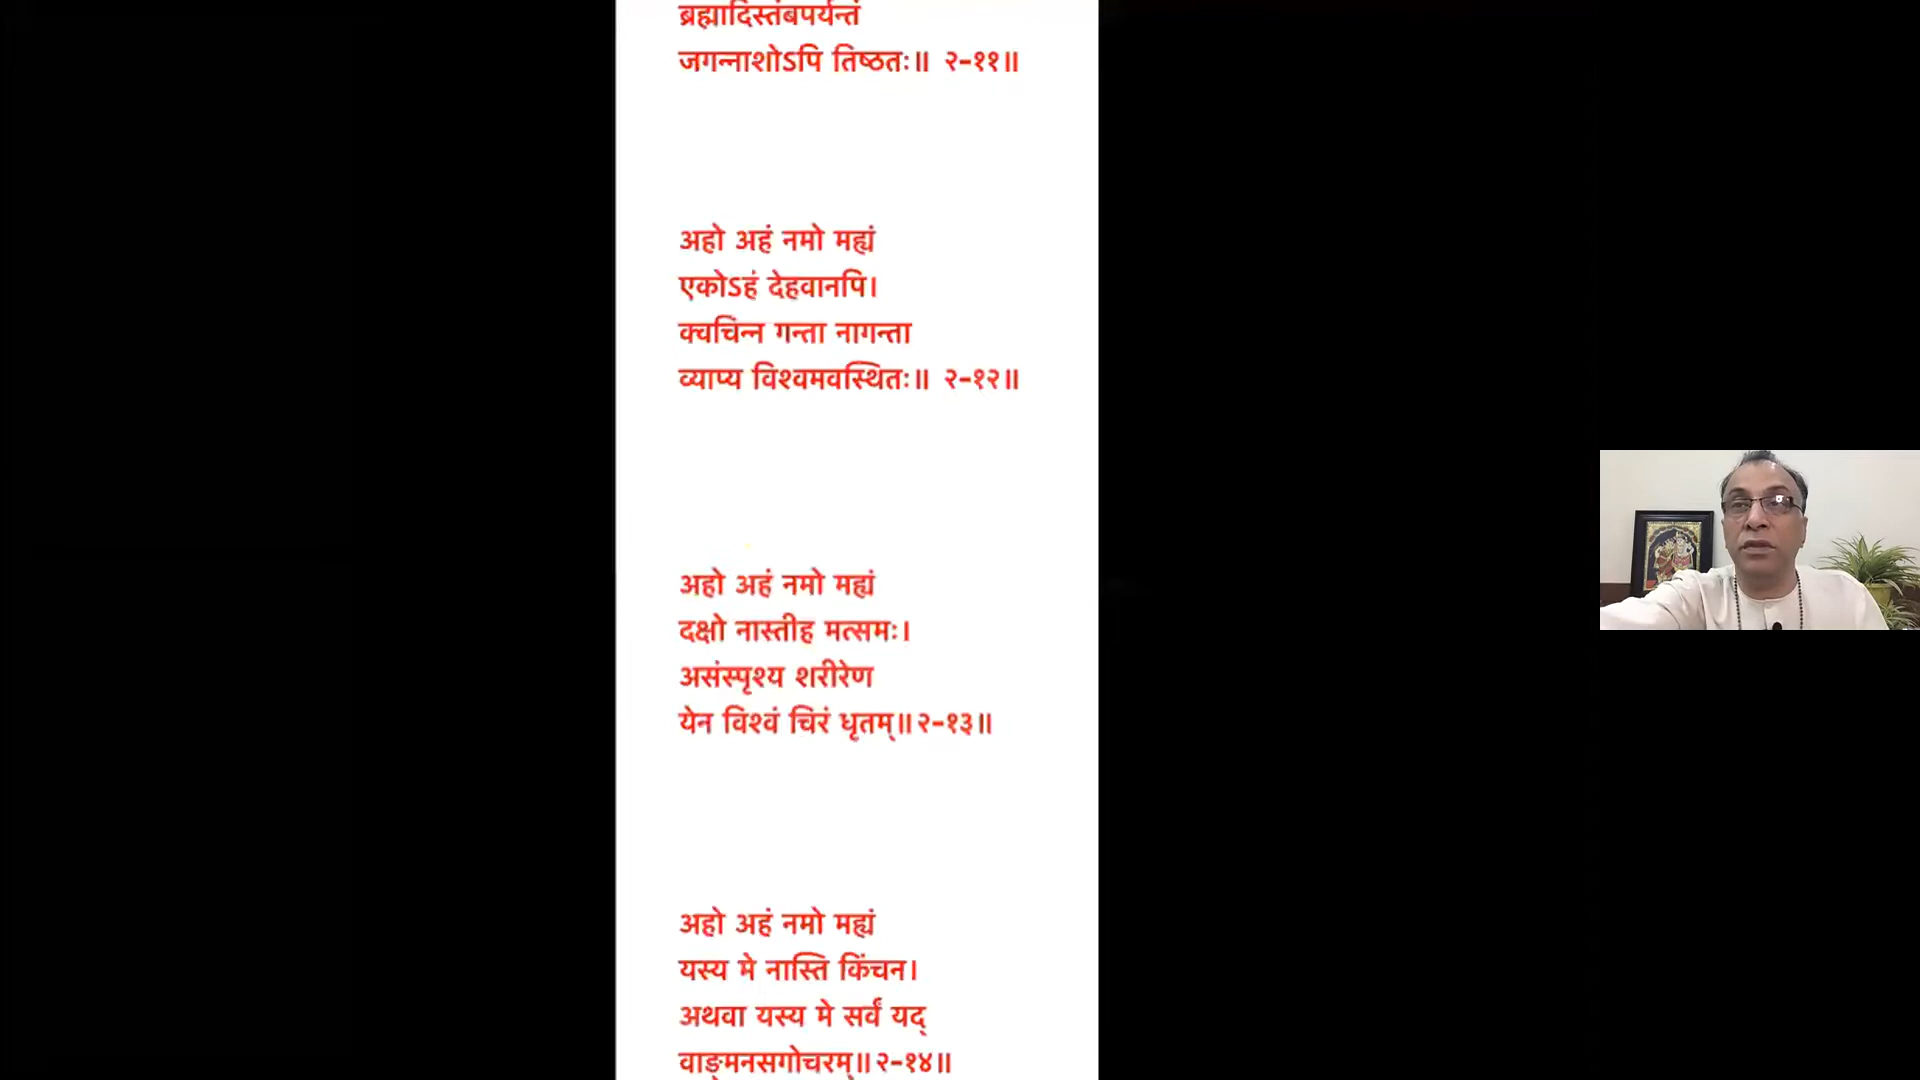 ब्रह्मादिस्तंबपर्यन्तं
जगन्नाशोऽपि तिष्ठतः॥ २-११॥
अहो अहं नमो मह्यं
एकोऽहं देहवानपि।
क्वचिन्न गन्ता नागन्ता
व्याप्य विश्वमवस्थितः॥ २-१२॥
अहो अहं नमो मह्यं
दक्षो नास्तीह मत्समः।
असंस्पृश्य शरीरेण
येन विश्वं चिरं धृतम्॥२-१३॥
अहो अहं नमो मह्यं
यस्य मे नास्ति किंचन।
अथवा यस्य मे सर्वं यद्
वाङ्मनसगोचरम्॥२-१४॥